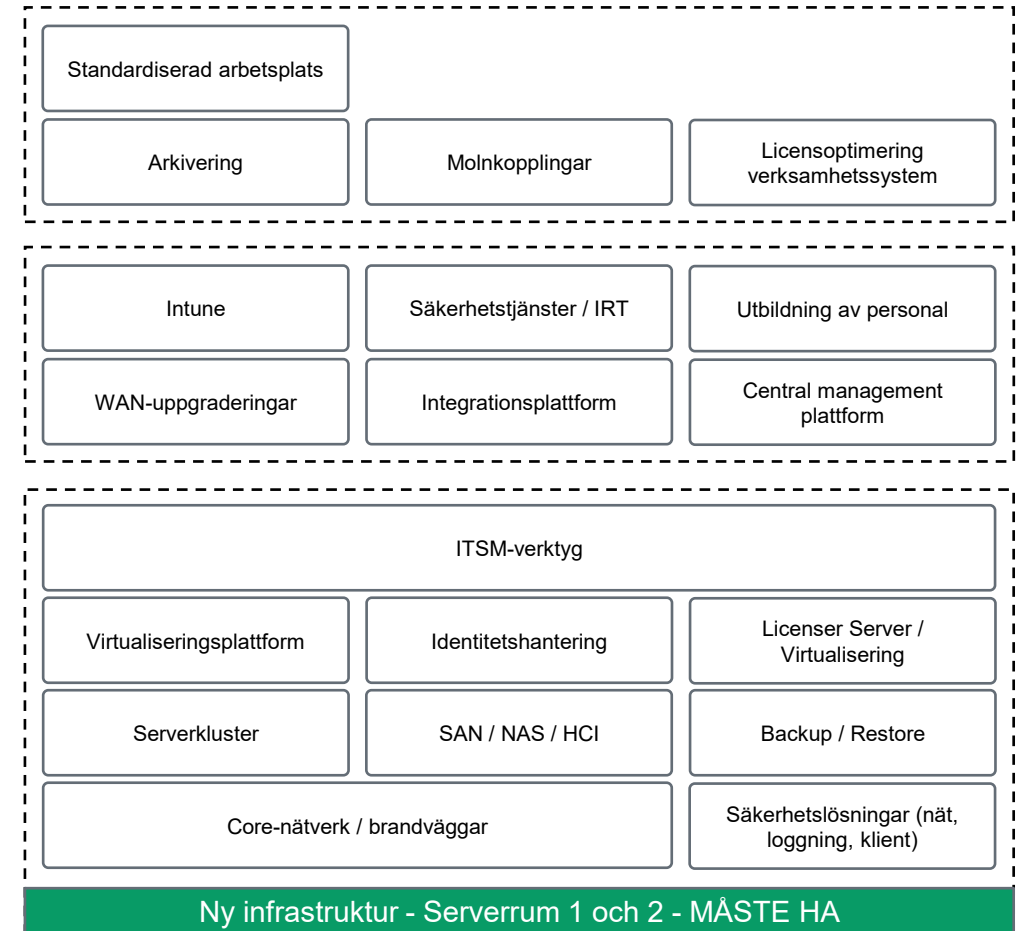 Standardiserad arbetsplats
Arkivering
Molnkopplingar
Licensoptimering
verksamhetssystem
Intune
Säkerhetstjänster / IRT
Utbildning av personal
WAN-uppgraderingar
Integrationsplattform
Central management
plattform
ITSM-verktyg
Virtualiseringsplattform
Identitetshantering
Licenser Server /
Virtualisering
Serverkluster
SAN / NAS / HCI
Backup / Restore
Core-nätverk / brandväggar
Säkerhetslösningar (nät,
loggning, klient)
Ny infrastruktur - Serverrum 1 och 2 - MÅSTE HA